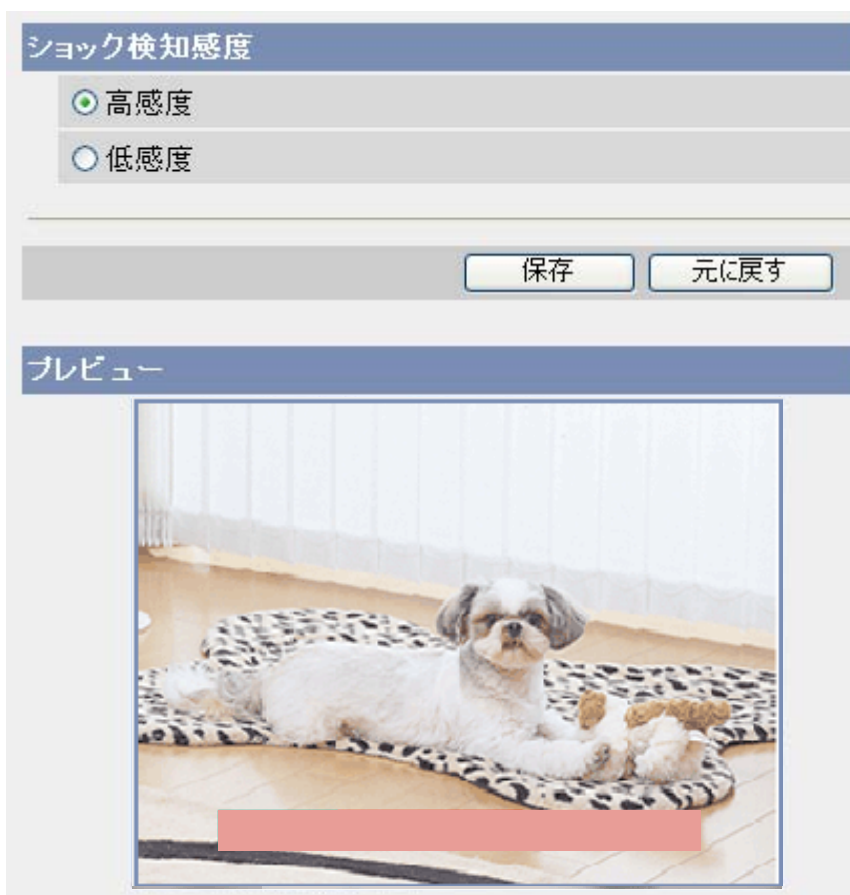 ショック検知感度
高感度
低感度
保存 元に戻す
プレビュー